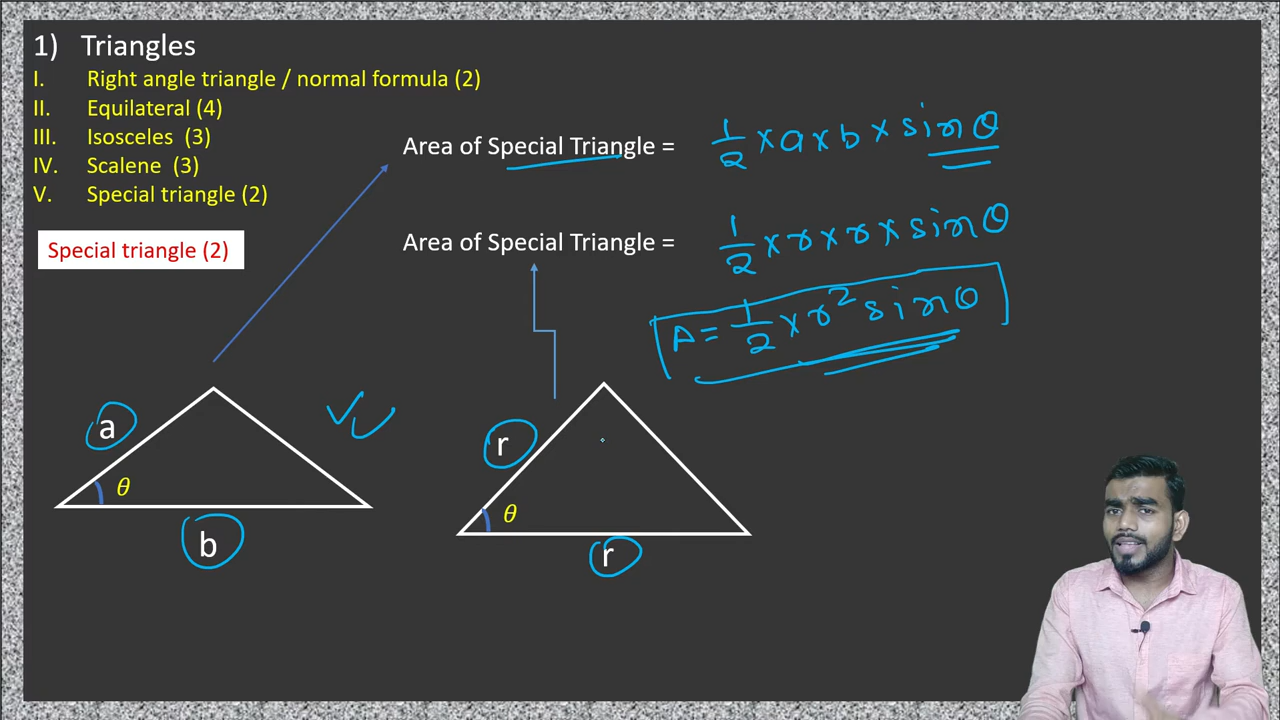 1) Triangles
I. Right angle triangle / normal formula (2)
II. Equilateral (4)
III. Isosceles (3)
IV. Scalene (3)
V. Special triangle (2)
Special triangle (2)
Area of Special Triangle = 1/2 × a × b × sin θ
Area of Special Triangle = 1/2 × r × r × sin θ
A = 1/2 × r² sin θ
a
θ
b
r
θ
r